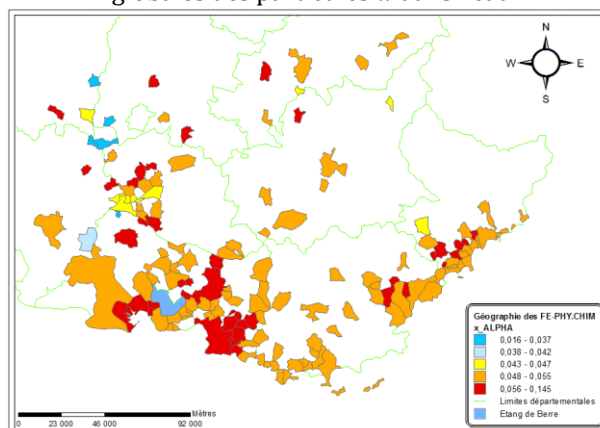 N
W E
S
Géographie des FE-PHY.CHIM
x_ALPHA
0,016 - 0,037
0,038 - 0,042
0,043 - 0,047
0,048 - 0,055
0,056 - 0,145
Limites départementales
Etang de Berre
Mètres
0 23 000 46 000 92 000